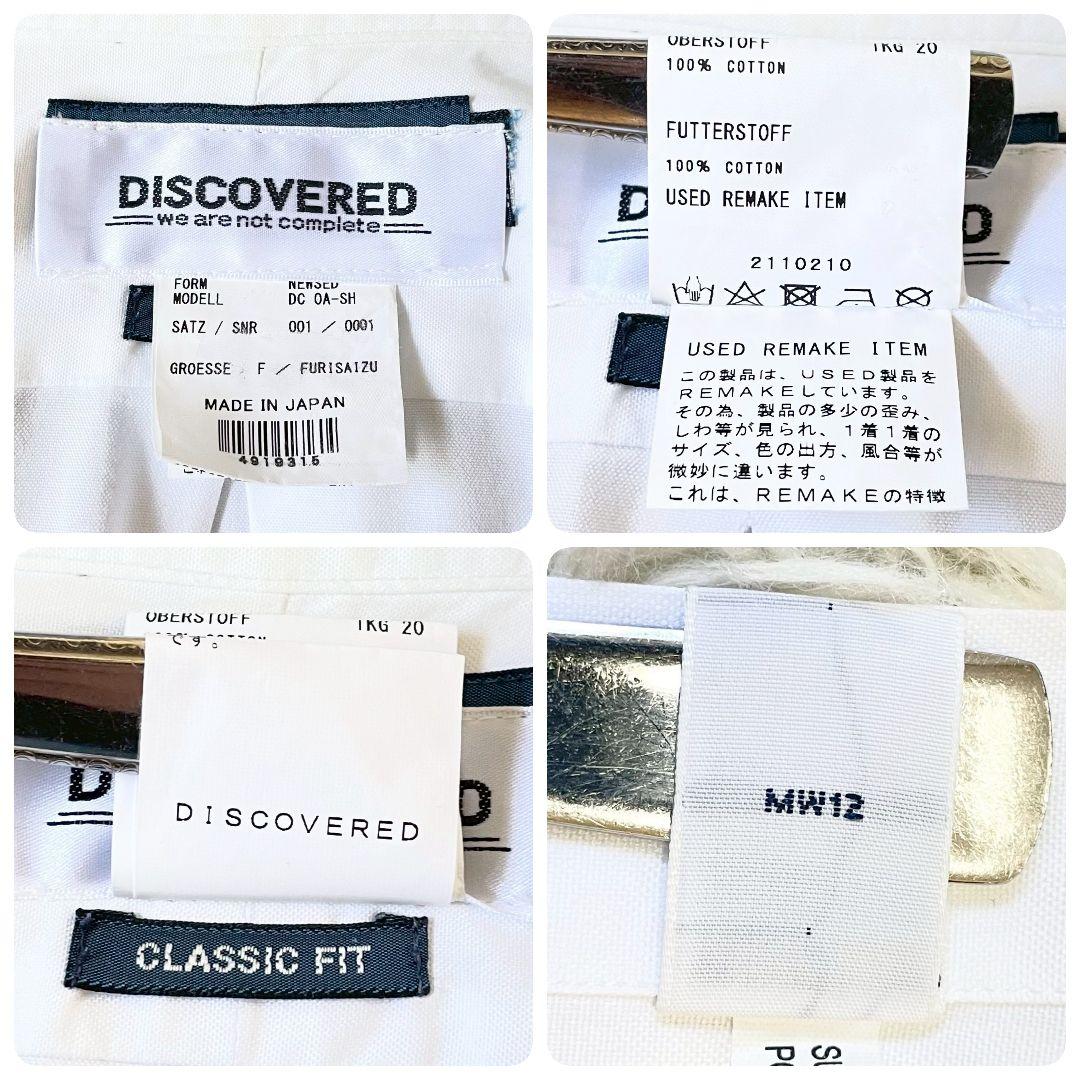 DISCOVERED
we are not complete
FORM NEWSED
MODELL DC OA-SH
SATZ / SNR 001 / 0001
GROESSE F / FURISAIZU
MADE IN JAPAN
4919315
OBERSTOFF 1KG 20
100% COTTON
FUTTERSTOFF
100% COTTON
USED REMAKE ITEM
2110210
USED REMAKE ITEM
この製品は、USED製品を
REMAKEしています。
その為、製品の多少の歪み、
しわ等が見られ、1着1着の
サイズ、色の出方、風合等が
微妙に違います。
これは、REMAKEの特徴
OBERSTOFF 1KG 20
100% COTTON
です。
DISCOVERED
CLASSIC FIT
MW12